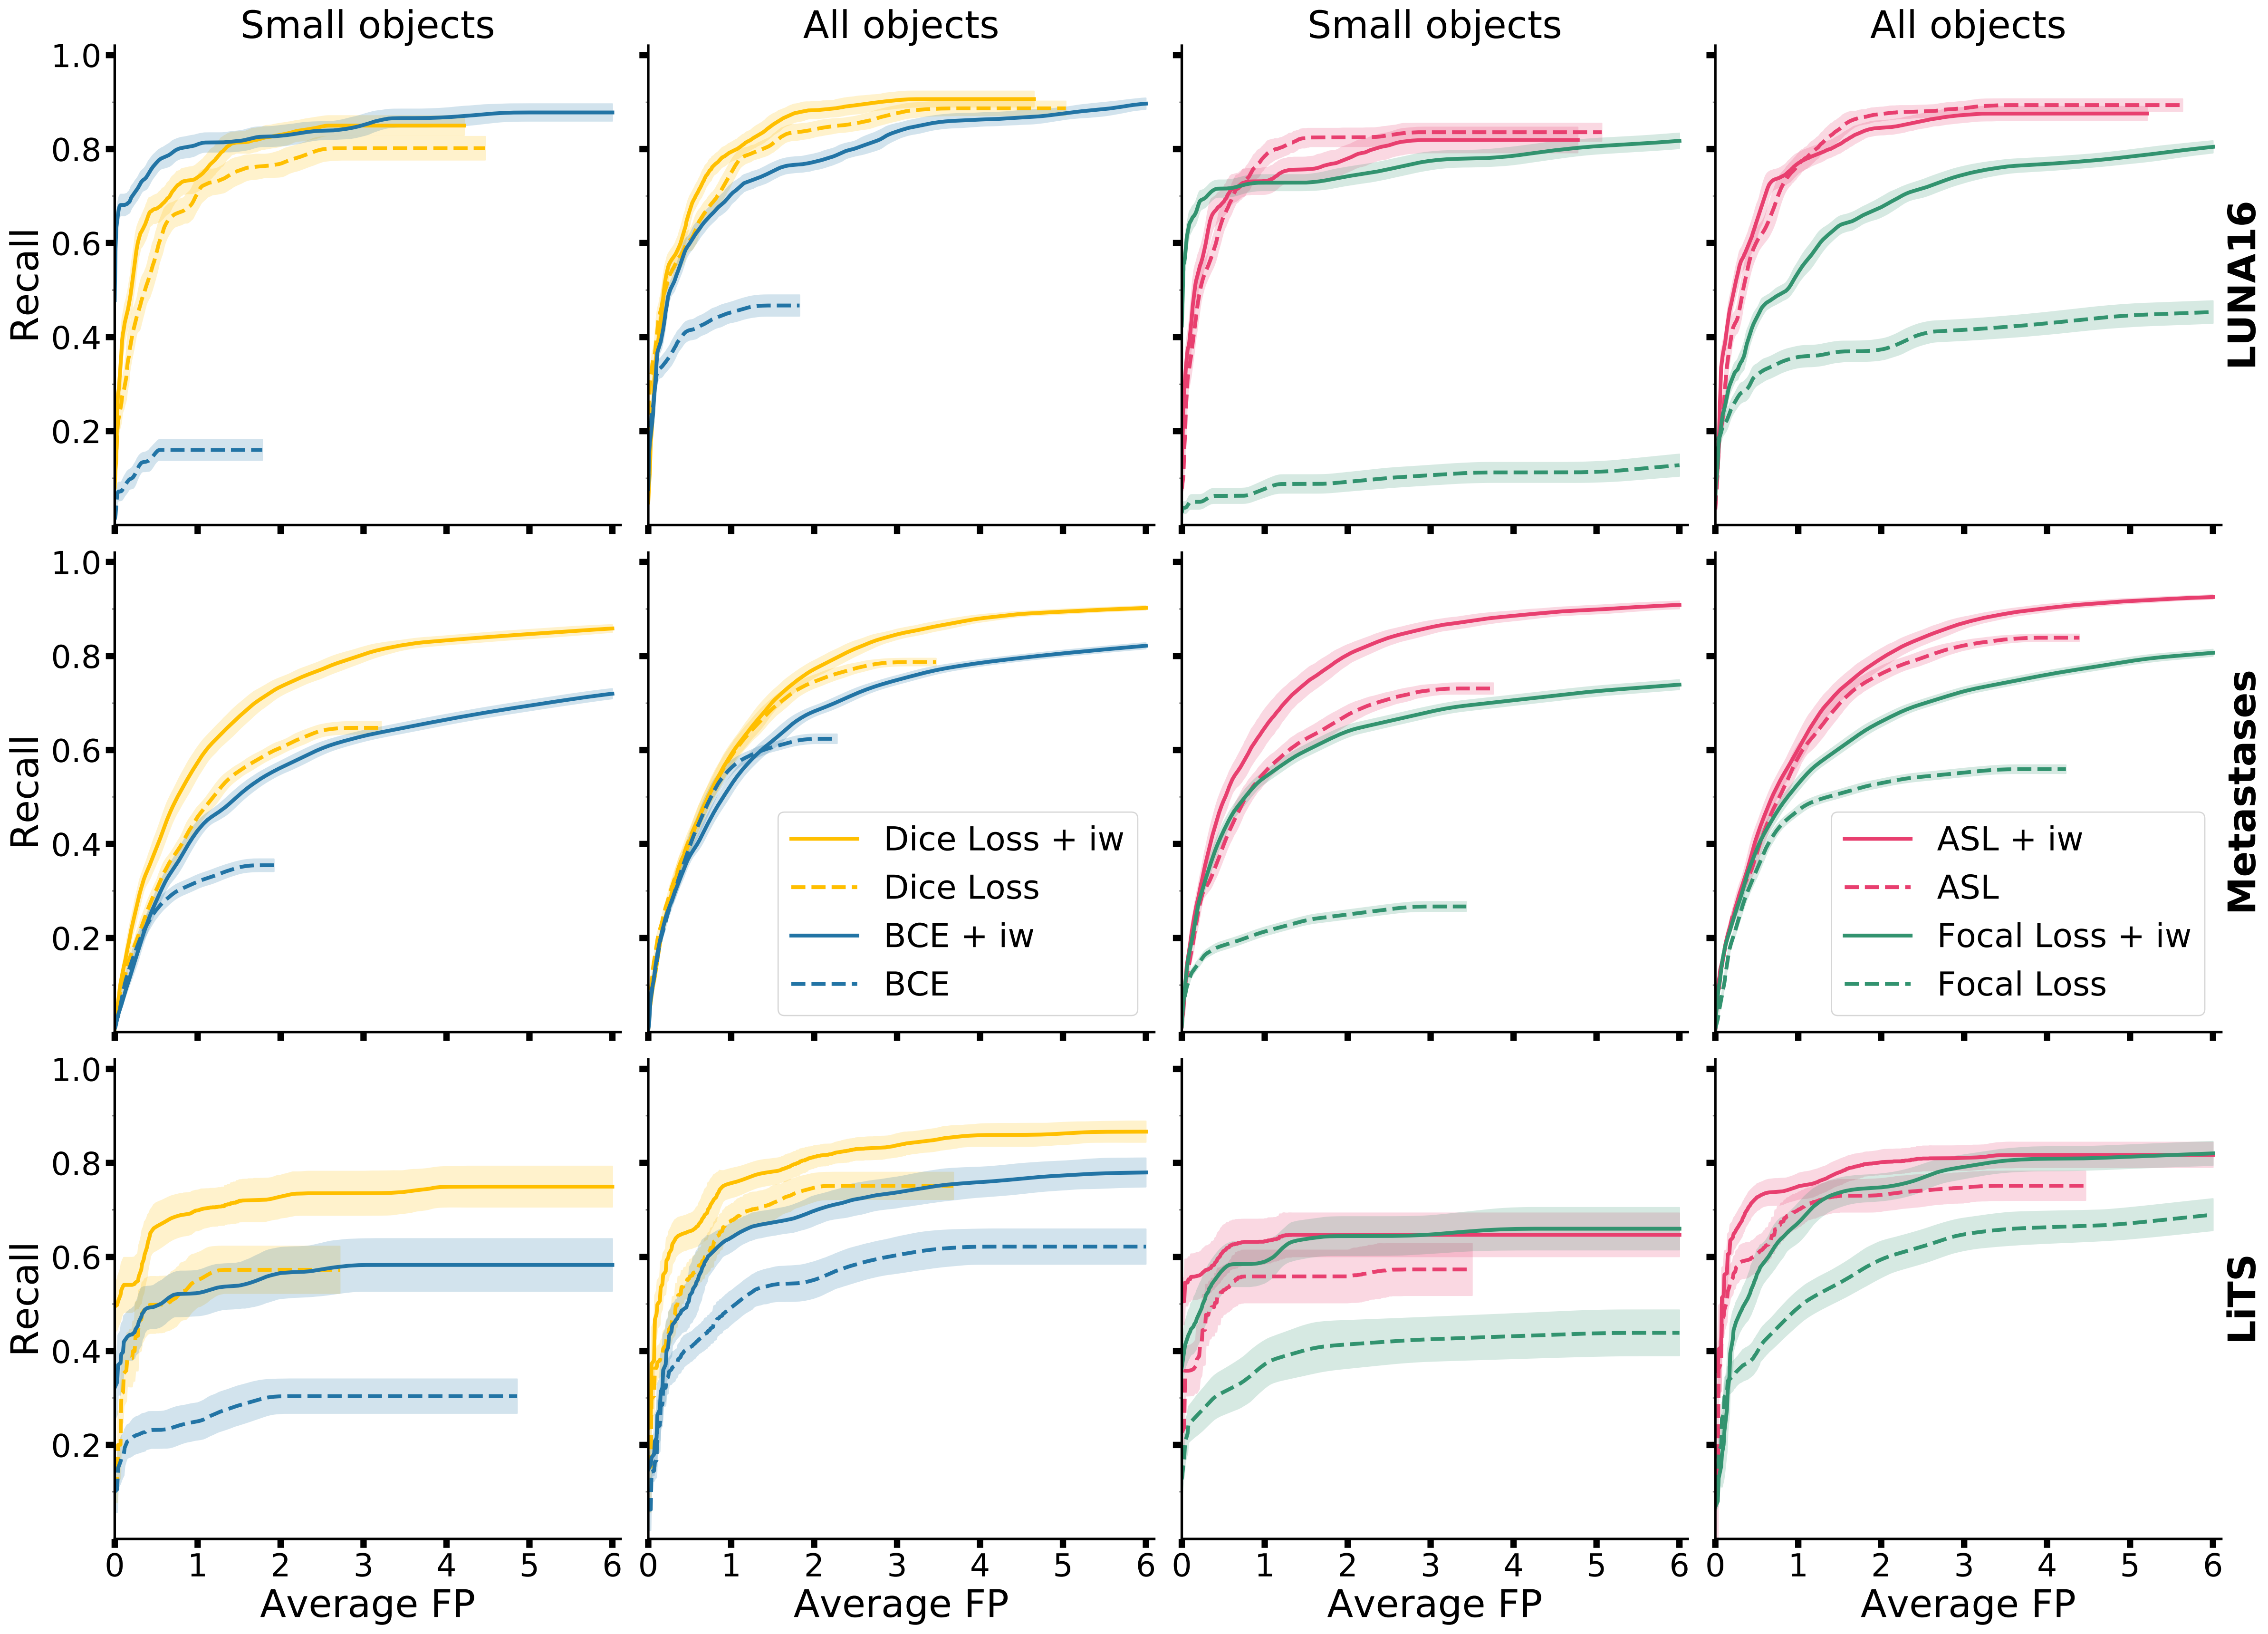 Small objects
All objects
Small objects
All objects
1.0
0.8
0.6
0.4
0.2
Recall
LUNA16
1.0
0.8
0.6
0.4
0.2
Recall
Dice Loss + iw
Dice Loss
BCE + iw
BCE
ASL + iw
ASL
Focal Loss + iw
Focal Loss
Metastases
1.0
0.8
0.6
0.4
0.2
Recall
LiTS
0 1 2 3 4 5 6
0 1 2 3 4 5 6
0 1 2 3 4 5 6
0 1 2 3 4 5 6
Average FP
Average FP
Average FP
Average FP